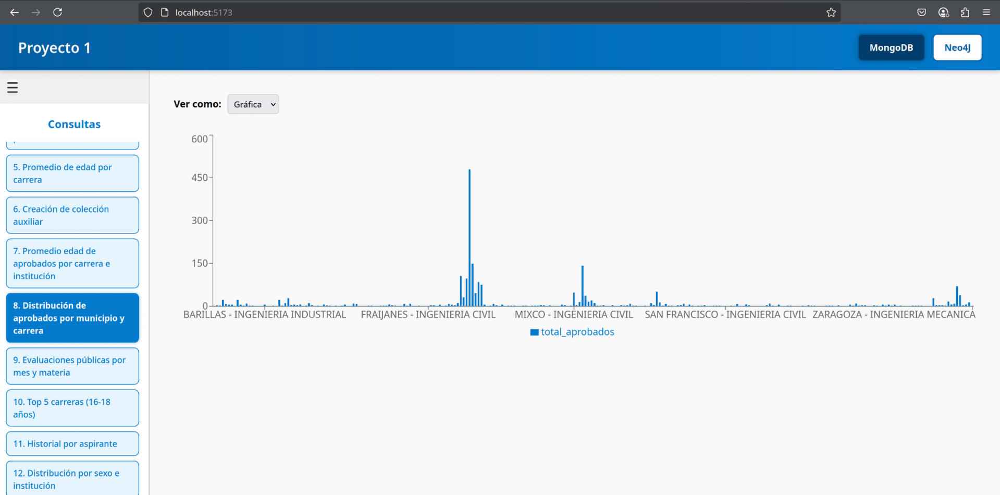 localhost:5173
Proyecto 1
MongoDB
Neo4J
☰
Consultas
5. Promedio de edad por
carrera
6. Creación de colección
auxiliar
7. Promedio edad de
aprobados por carrera e
institución
8. Distribución de
aprobados por municipio y
carrera
9. Evaluaciones públicas por
mes y materia
10. Top 5 carreras (16-18
años)
11. Historial por aspirante
12. Distribución por sexo e
institución
Ver como:
Gráfica
600
450
300
150
0
BARILLAS - INGENIERIA INDUSTRIAL
FRAIJANES - INGENIERIA CIVIL
MIXCO - INGENIERIA CIVIL
SAN FRANCISCO - INGENIERIA CIVIL
ZARAGOZA - INGENIERIA MECANICA
total_aprobados